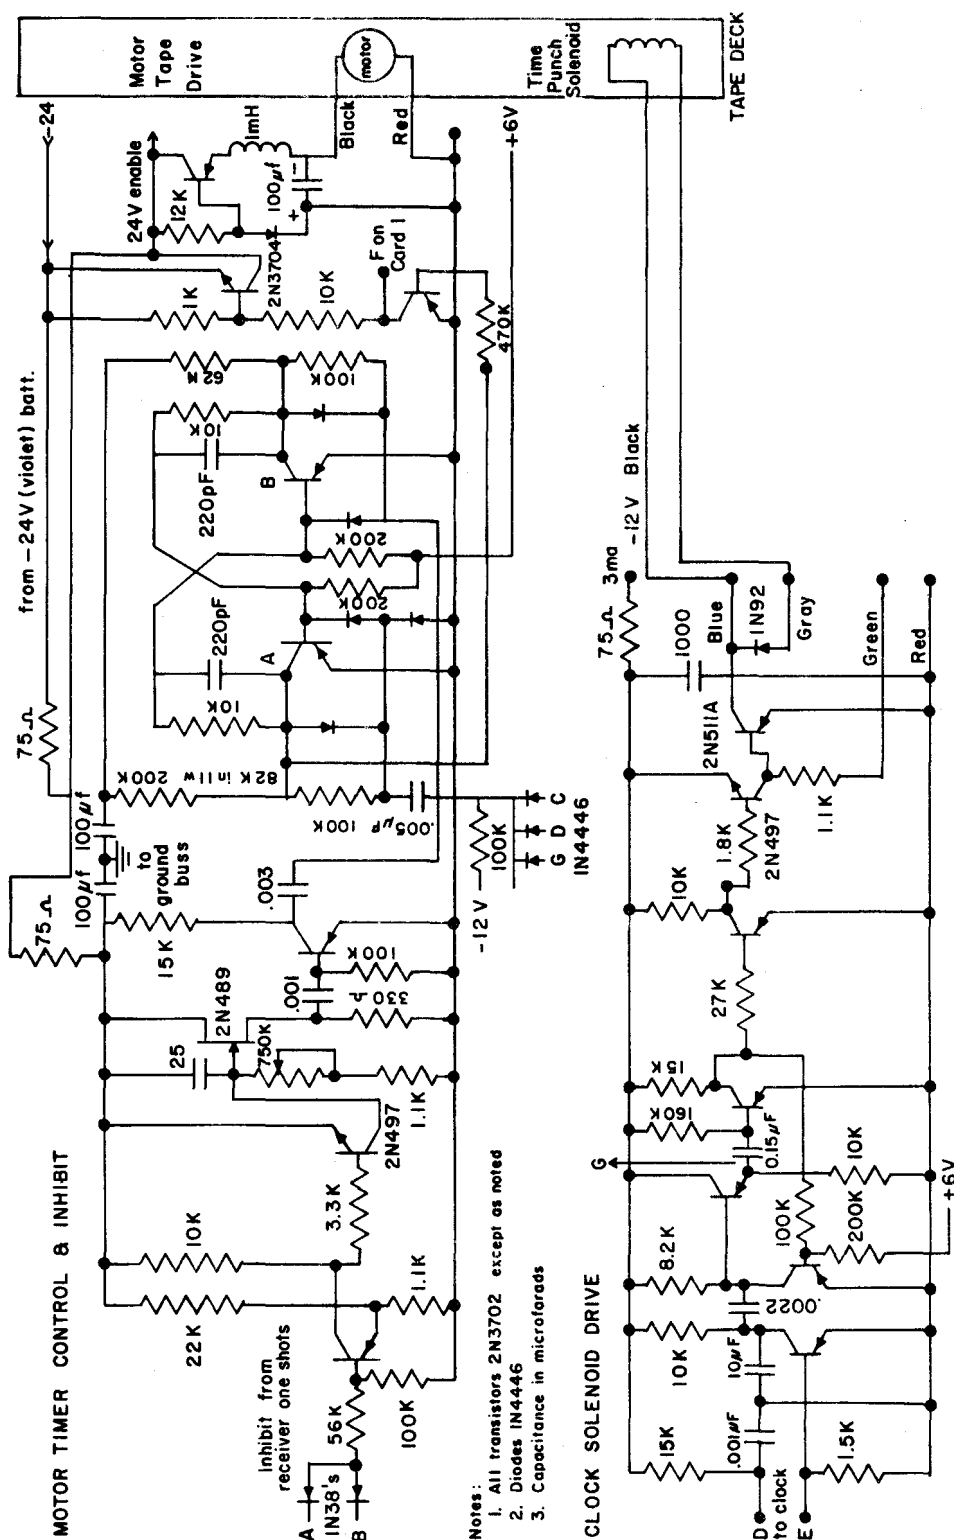 MOTOR TIMER CONTROL & INHIBIT
75Ω
100μf
100μf
to
ground
buss
75Ω
from -24V (violet) batt.
<-24
24V enable
Motor
Tape
Drive
motor
Time
Punch
Solenoid
TAPE DECK
Black
Red
1mH
100μf
-
+
12K
2N3704
1K
10K
F on
Card 1
470K
+6V
62K
100K
10K
220pF
B
200K
200K
220pF
A
10K
200K
82K in 11w
100K
.005μF
100K
-12V
C
D
G
1N4446
.003
15K
100K
.001
330Ω
2N489
25
750K
1.1K
2N497
3.3K
10K
22K
1.1K
Inhibit from
receiver one shots
56K
100K
A
1N38's
B
Notes:
1. All transistors 2N3702 except as noted
2. Diodes 1N4446
3. Capacitance in microfarads
CLOCK SOLENOID DRIVE
15K
.001μF
D
to clock
E
1.5K
10K
10μF
.0022
8.2K
100K
200K
+6V
G
0.15μF
10K
160K
15K
27K
10K
1.8K
2N497
1.1K
2N511A
75Ω
3ma
-12V Black
1000
Blue
1N92
Gray
Green
Red